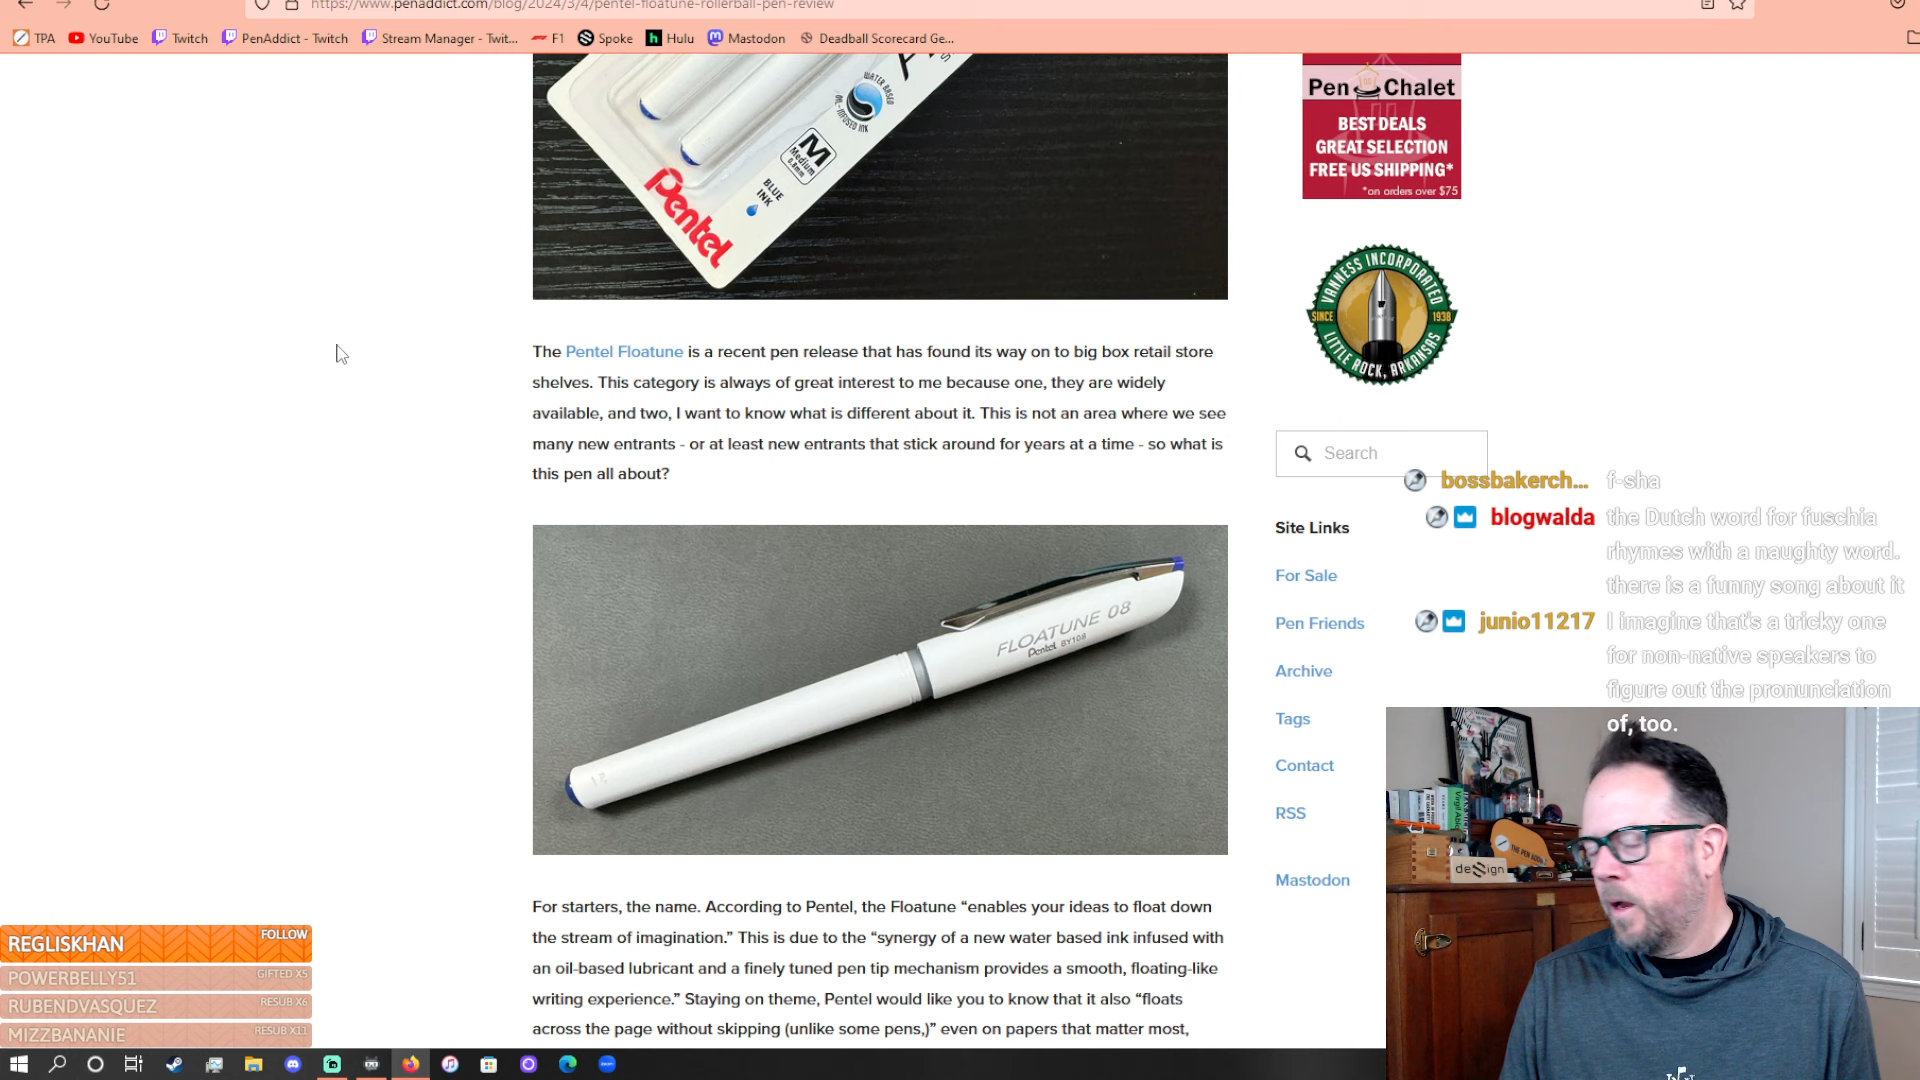 https://www.penaddict.com/blog/2024/3/4/pentel-floatune-rollerball-pen-review
TPA
YouTube
Twitch
PenAddict - Twitch
Stream Manager - Twit...
F1
Spoke
Hulu
Mastodon
Deadball Scorecard Ge...
WATER BASED
OIL-INFUSED INK
M
Medium
0.8mm
BLUE
INK
Pentel
Pen Chalet
BEST DEALS
GREAT SELECTION
FREE US SHIPPING*
*on orders over $75
VANNESS INCORPORATED
SINCE 1938
LITTLE ROCK, ARKANSAS
The Pentel Floatune is a recent pen release that has found its way on to big box retail store
shelves. This category is always of great interest to me because one, they are widely
available, and two, I want to know what is different about it. This is not an area where we see
many new entrants - or at least new entrants that stick around for years at a time - so what is
this pen all about?
FLOATUNE 08
Pentel BY108
For starters, the name. According to Pentel, the Floatune “enables your ideas to float down
the stream of imagination.” This is due to the “synergy of a new water based ink infused with
an oil-based lubricant and a finely tuned pen tip mechanism provides a smooth, floating-like
writing experience.” Staying on theme, Pentel would like you to know that it also “floats
across the page without skipping (unlike some pens,)” even on papers that matter most,
Search
Site Links
For Sale
Pen Friends
Archive
Tags
Contact
RSS
Mastodon
bossbakerch... f-sha
blogwalda the Dutch word for fuschia
rhymes with a naughty word.
there is a funny song about it
junio11217 I imagine that's a tricky one
for non-native speakers to
figure out the pronunciation
of, too.
THE PEN ADDICT
design
REGLISKHAN FOLLOW
POWERBELLY51 GIFTED X5
RUBENDVASQUEZ RESUB X6
MIZZBANANIE RESUB X11